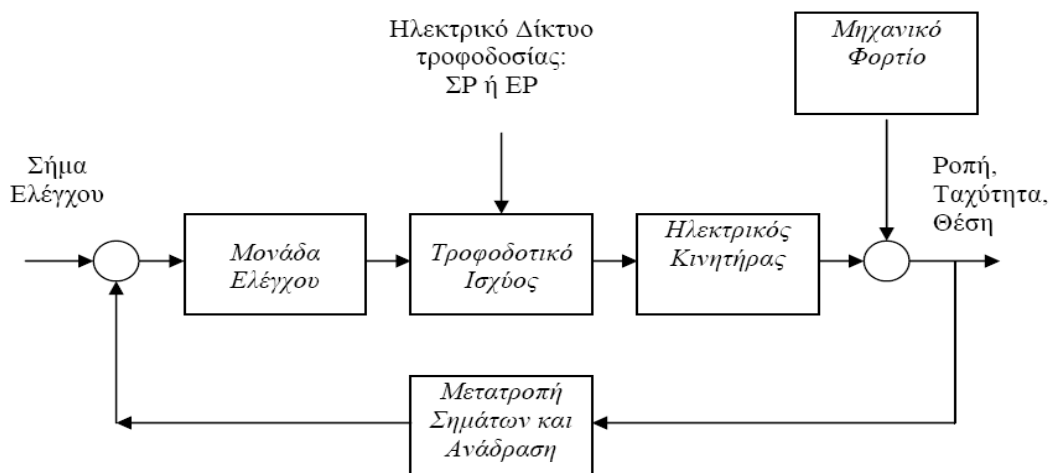 Ηλεκτρικό Δίκτυο
τροφοδοσίας:
ΣΡ ή ΕΡ
Μηχανικό
Φορτίο
Σήμα
Ελέγχου
Ροπή,
Ταχύτητα,
Θέση
Μονάδα
Ελέγχου
Τροφοδοτικό
Ισχύος
Ηλεκτρικός
Κινητήρας
Μετατροπή
Σημάτων και
Ανάδραση